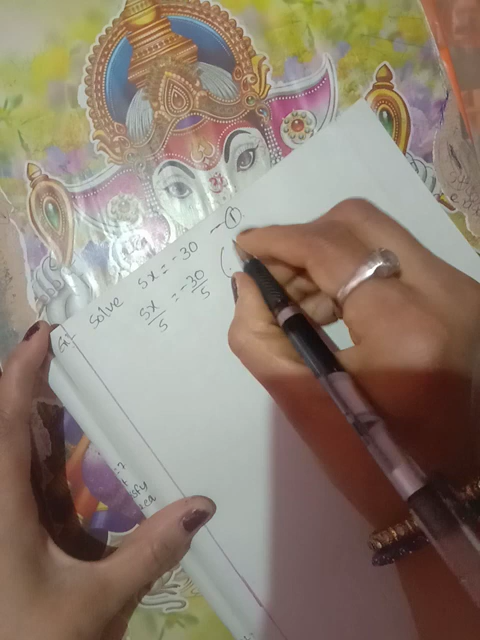 Solve 5x = -30 — ①
5x/5 = -30/5 (